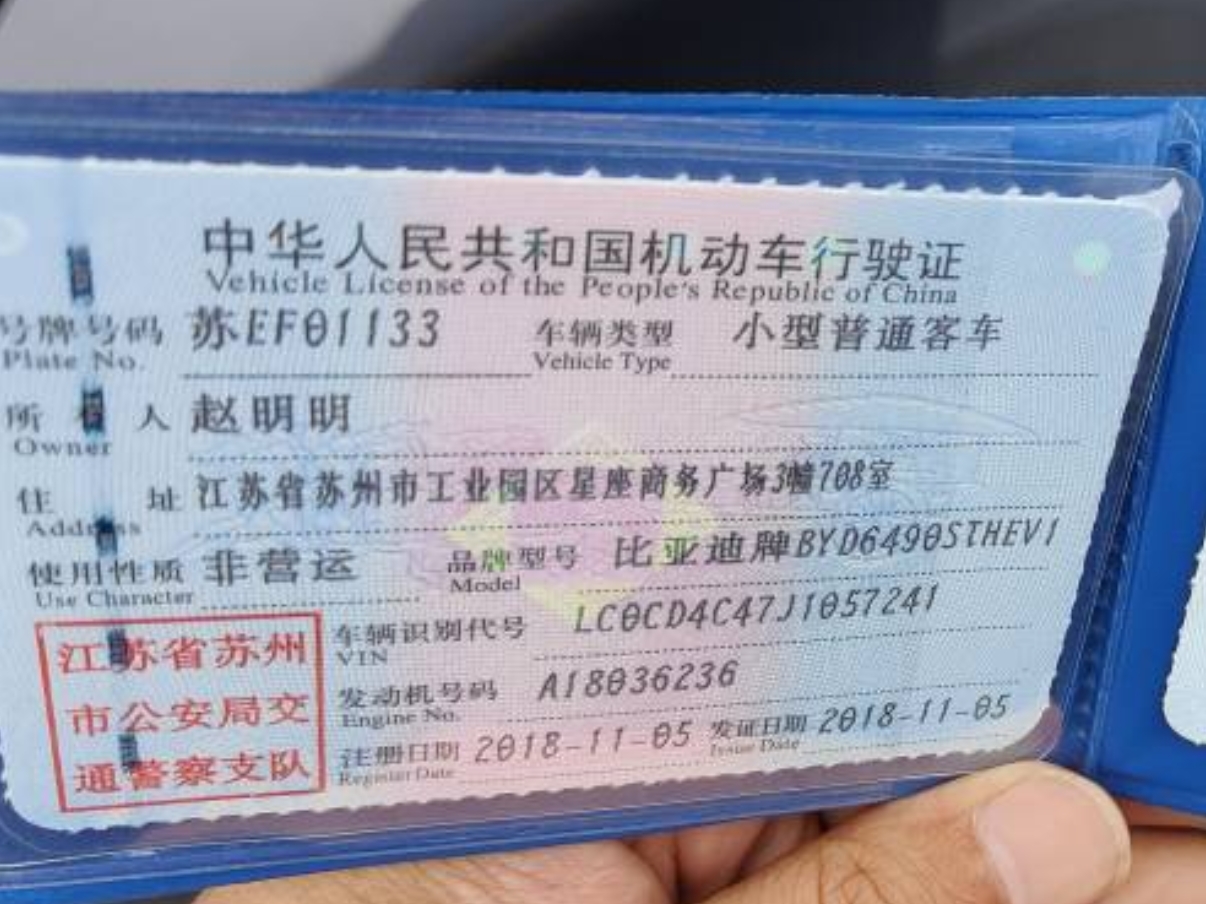 中华人民共和国机动车行驶证
Vehicle License of the People's Republic of China
号牌号码 苏EF01133 车辆类型 小型普通客车
Plate No. Vehicle Type
所有人 赵明明
Owner
住址 江苏省苏州市工业园区星座商务广场3幢708室
Address
使用性质 非营运 品牌型号 比亚迪牌BYD6490STHEV1
Use Character Model
车辆识别代号 LC0CD4C47J1057241
VIN
发动机号码 A18036236
Engine No.
注册日期 2018-11-05 发证日期 2018-11-05
Register Date Issue Date
江苏省苏州
市公安局交
通警察支队